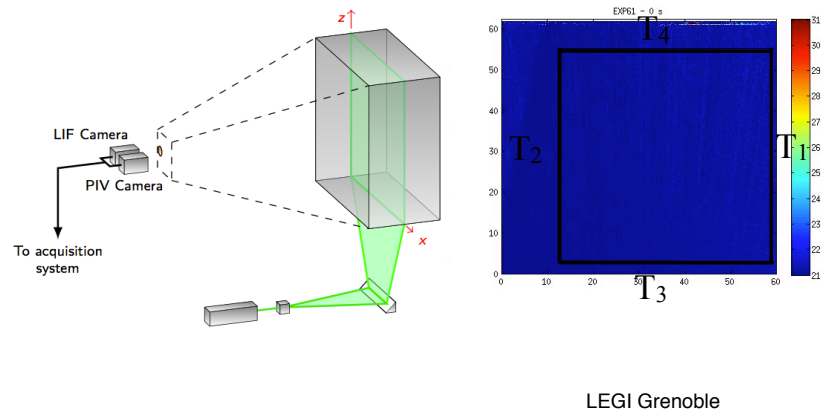 z
LIF Camera
PIV Camera
To acquisition
system
x
EXP61 - 0 s
T4
T2
T1
T3
60
50
40
30
20
10
0
0 10 20 30 40 50 60
31
30
29
28
27
26
25
24
23
22
21
LEGI Grenoble